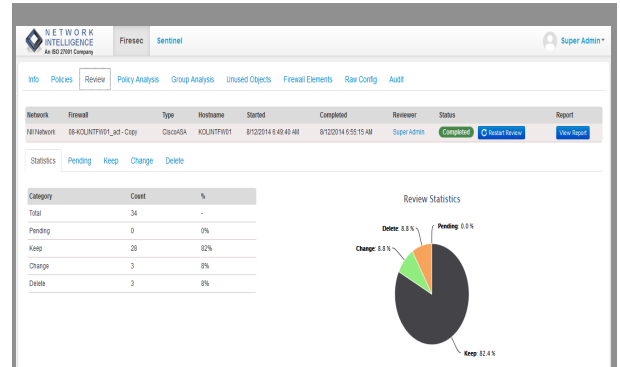 NETWORK
INTELLIGENCE
An ISO 27001 Company
Firesec Sentinel
Super Admin
Info Policies Review Policy Analysis Group Analysis Unused Objects Firewall Elements Raw Config Audit
Network Firewall Type Hostname Started Completed Reviewer Status Report
NII Network 08-KOLINTFW01_act - Copy CiscoASA KOLINTFW01 8/12/2014 6:49:40 AM 8/12/2014 6:55:15 AM Super Admin Completed Restart Review View Report
Statistics Pending Keep Change Delete
Category Count %
Total 34 -
Pending 0 0%
Keep 28 82%
Change 3 8%
Delete 3 8%
Review Statistics
Delete: 8.8 % Pending: 0.0 %
Change: 8.8 %
Keep: 82.4 %